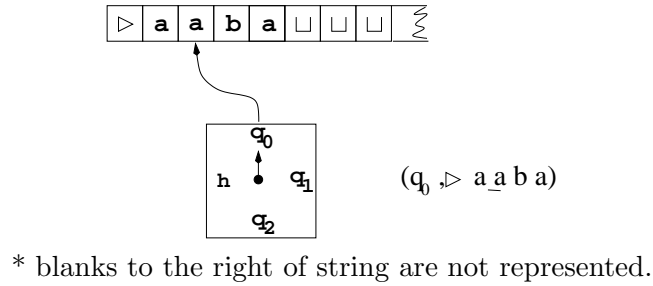 ▷ a a b a ⊔ ⊔ ⊔
q₀
h q₁
q₂
(q₀ ,▷ a a̲ b a)
* blanks to the right of string are not represented.